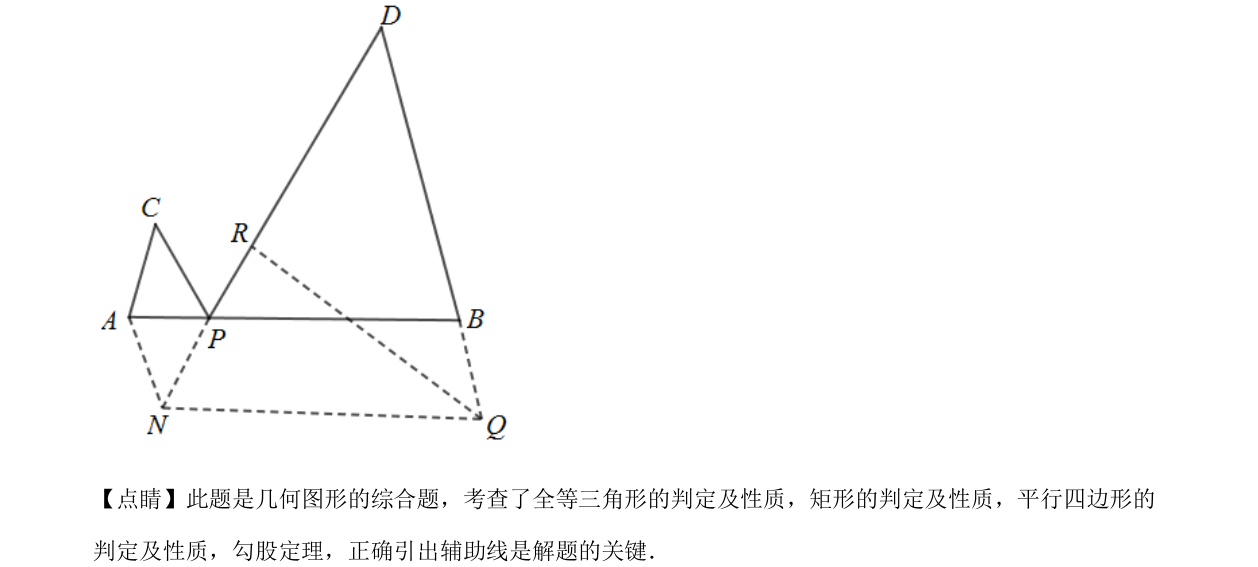 D
C
R
A
P
B
N
Q
【点睛】此题是几何图形的综合题，考查了全等三角形的判定及性质，矩形的判定及性质，平行四边形的
判定及性质，勾股定理，正确引出辅助线是解题的关键．